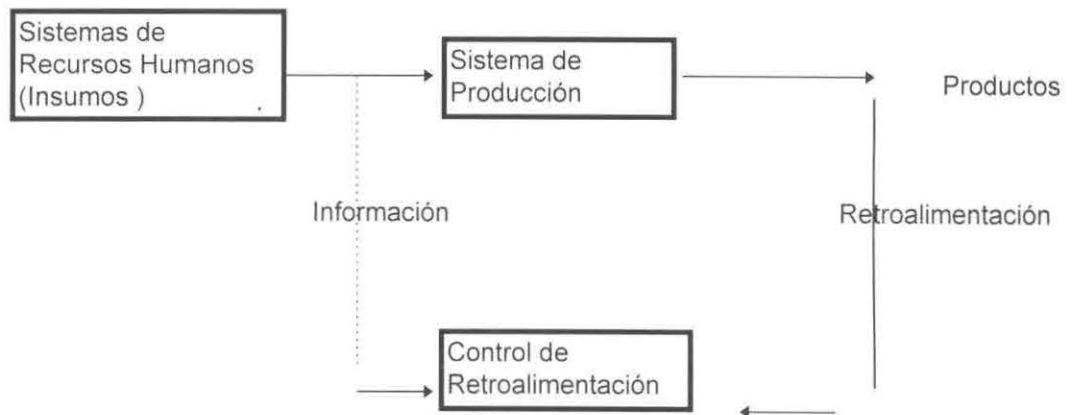 Sistemas de
Recursos Humanos
(Insumos )
Sistema de
Producción
Productos
Información
Retroalimentación
Control de
Retroalimentación